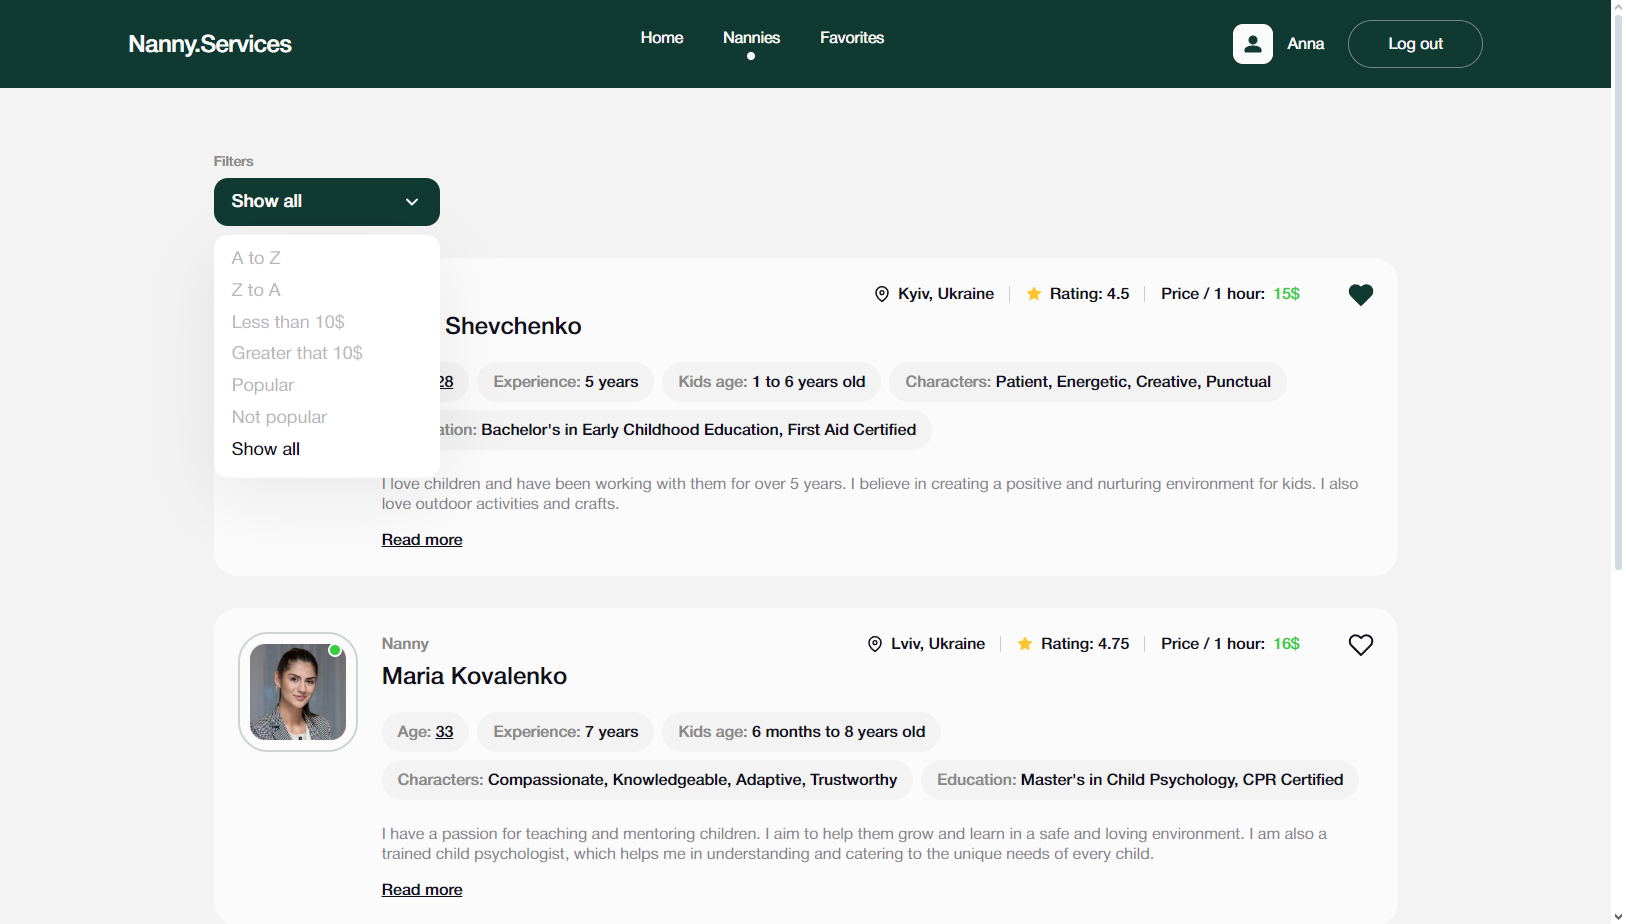 Nanny.Services
Home
Nannies
Favorites
Anna
Log out
Filters
Show all
A to Z
Z to A
Less than 10$
Greater that 10$
Popular
Not popular
Show all
Kyiv, Ukraine
Rating: 4.5
Price / 1 hour: 15$
Shevchenko
28
Experience: 5 years
Kids age: 1 to 6 years old
Characters: Patient, Energetic, Creative, Punctual
ation: Bachelor's in Early Childhood Education, First Aid Certified
I love children and have been working with them for over 5 years. I believe in creating a positive and nurturing environment for kids. I also
love outdoor activities and crafts.
Read more
Nanny
Lviv, Ukraine
Rating: 4.75
Price / 1 hour: 16$
Maria Kovalenko
Age: 33
Experience: 7 years
Kids age: 6 months to 8 years old
Characters: Compassionate, Knowledgeable, Adaptive, Trustworthy
Education: Master's in Child Psychology, CPR Certified
I have a passion for teaching and mentoring children. I aim to help them grow and learn in a safe and loving environment. I am also a
trained child psychologist, which helps me in understanding and catering to the unique needs of every child.
Read more